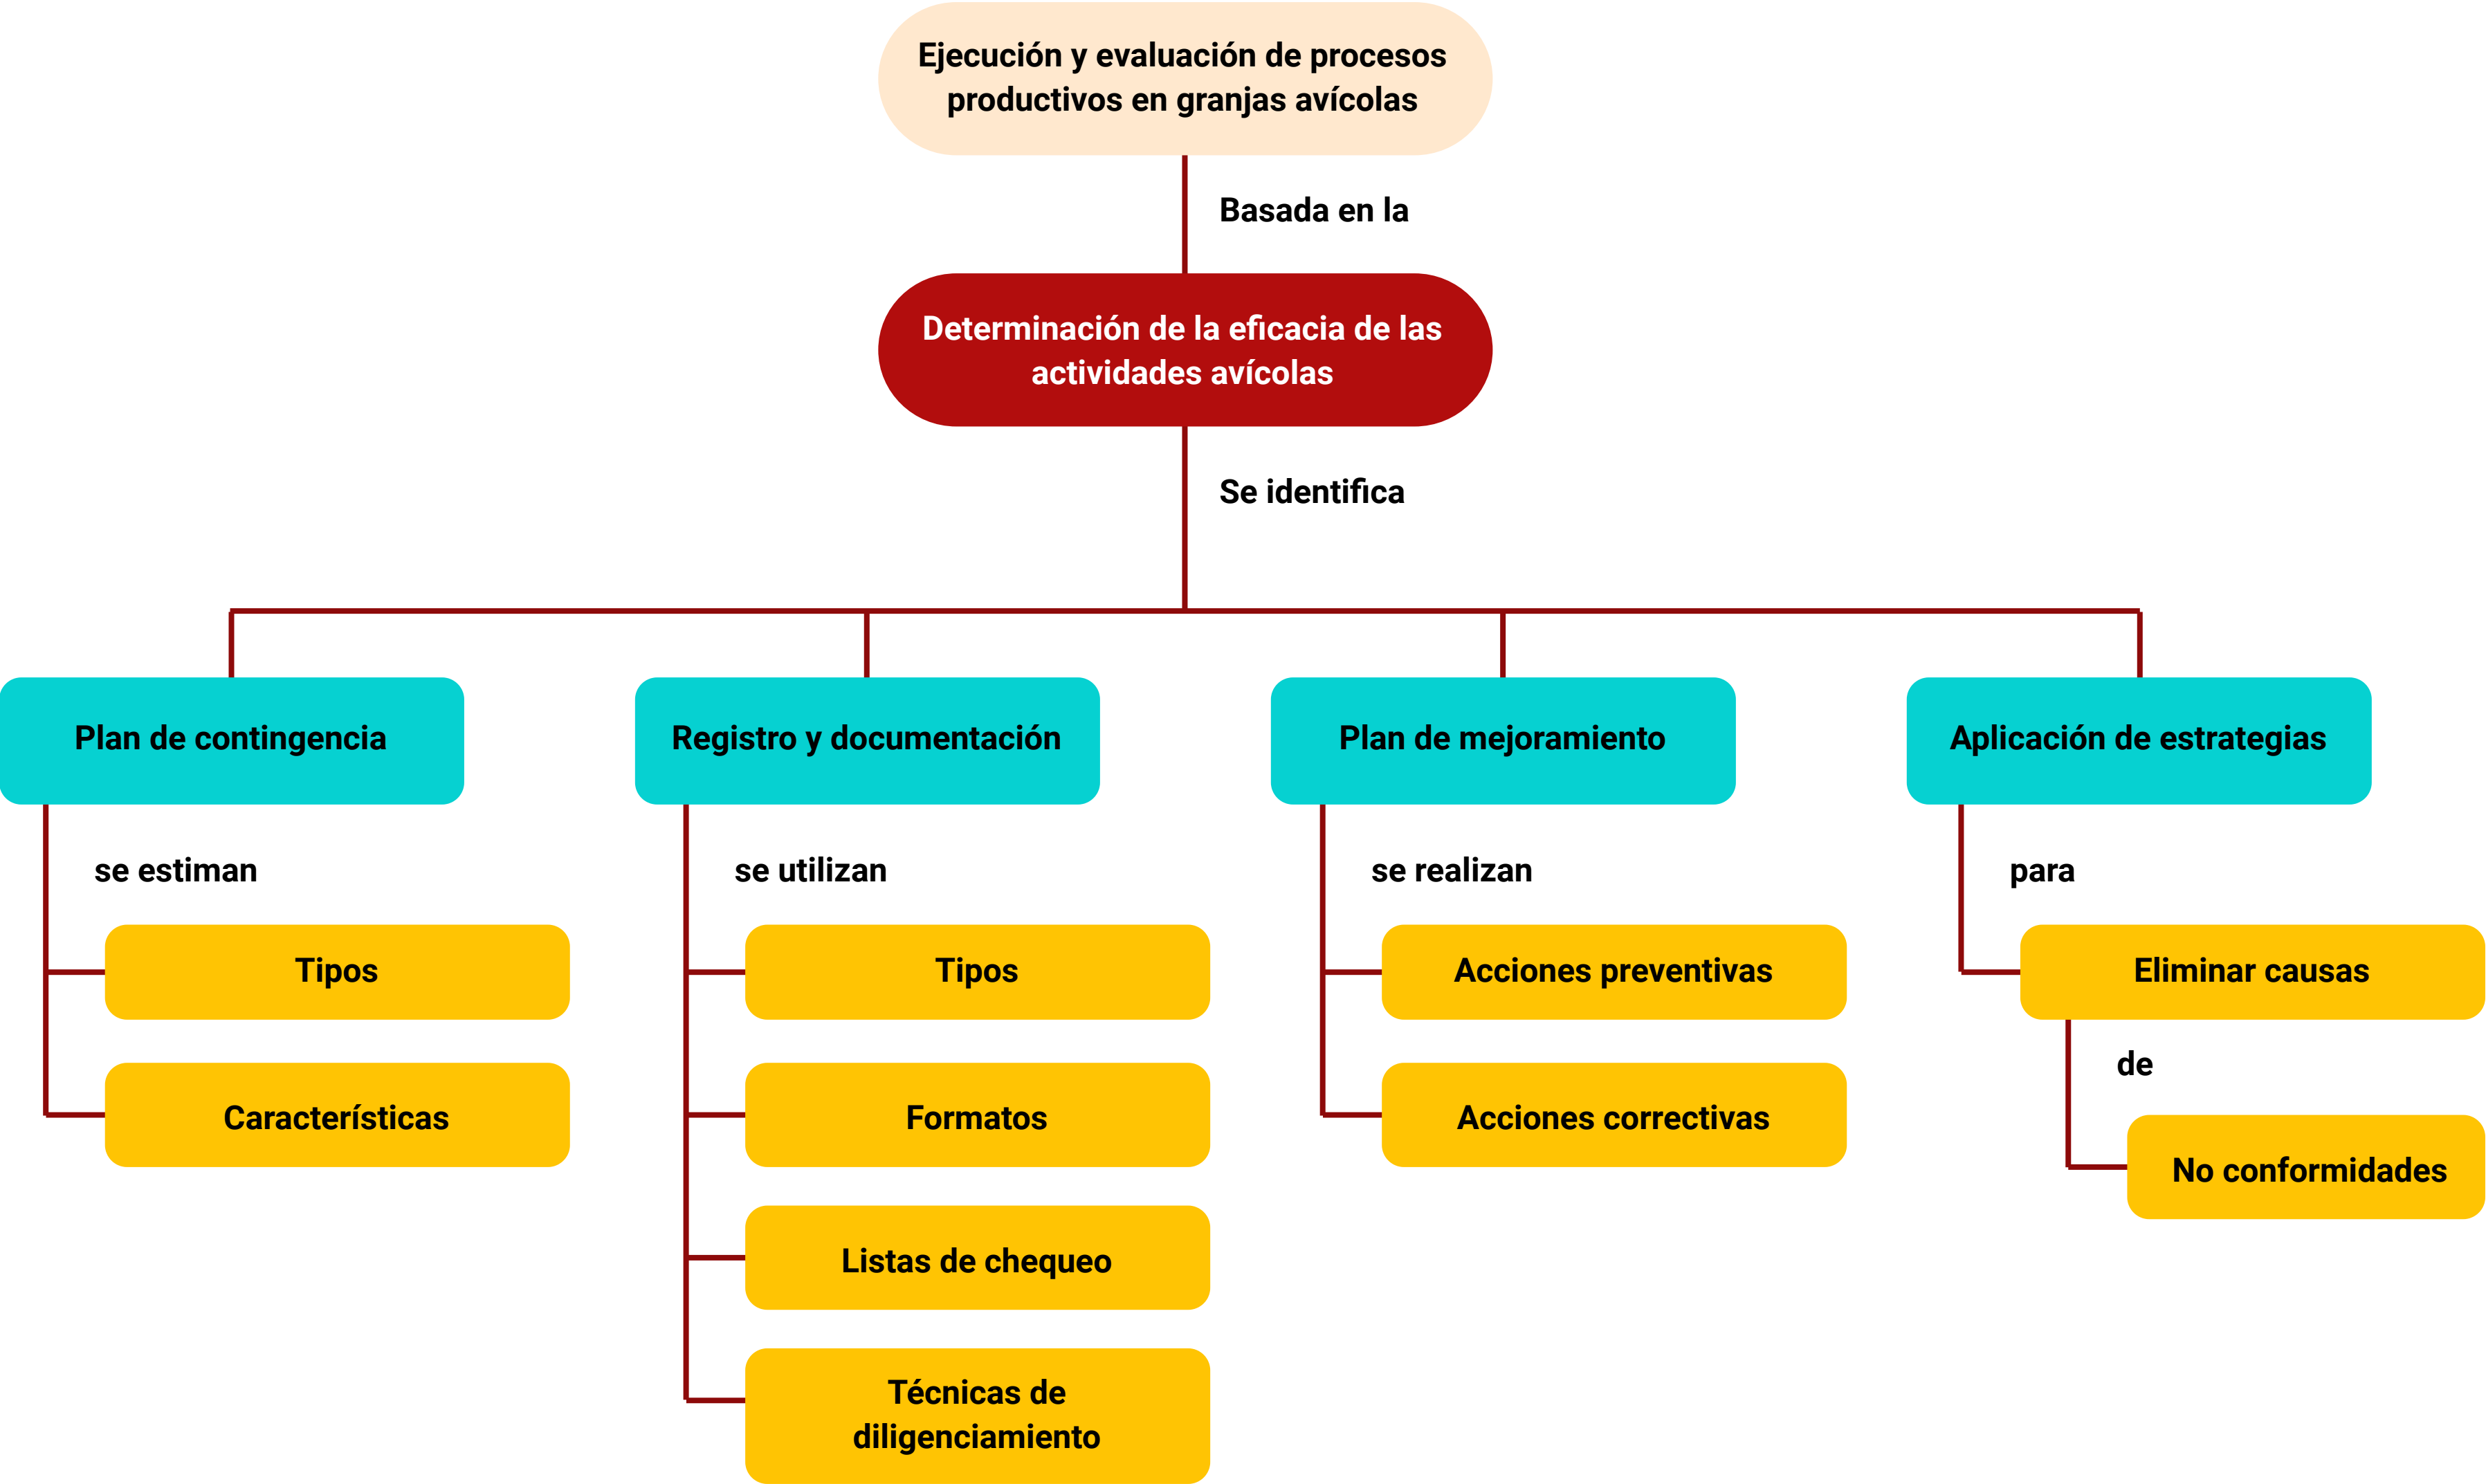 Ejecución y evaluación de procesos
productivos en granjas avícolas
Basada en la
Determinación de la eficacia de las
actividades avícolas
Se identifica
Plan de contingencia
se estiman
Tipos
Características
Registro y documentación
se utilizan
Tipos
Formatos
Listas de chequeo
Técnicas de
diligenciamiento
Plan de mejoramiento
se realizan
Acciones preventivas
Acciones correctivas
Aplicación de estrategias
para
Eliminar causas
de
No conformidades